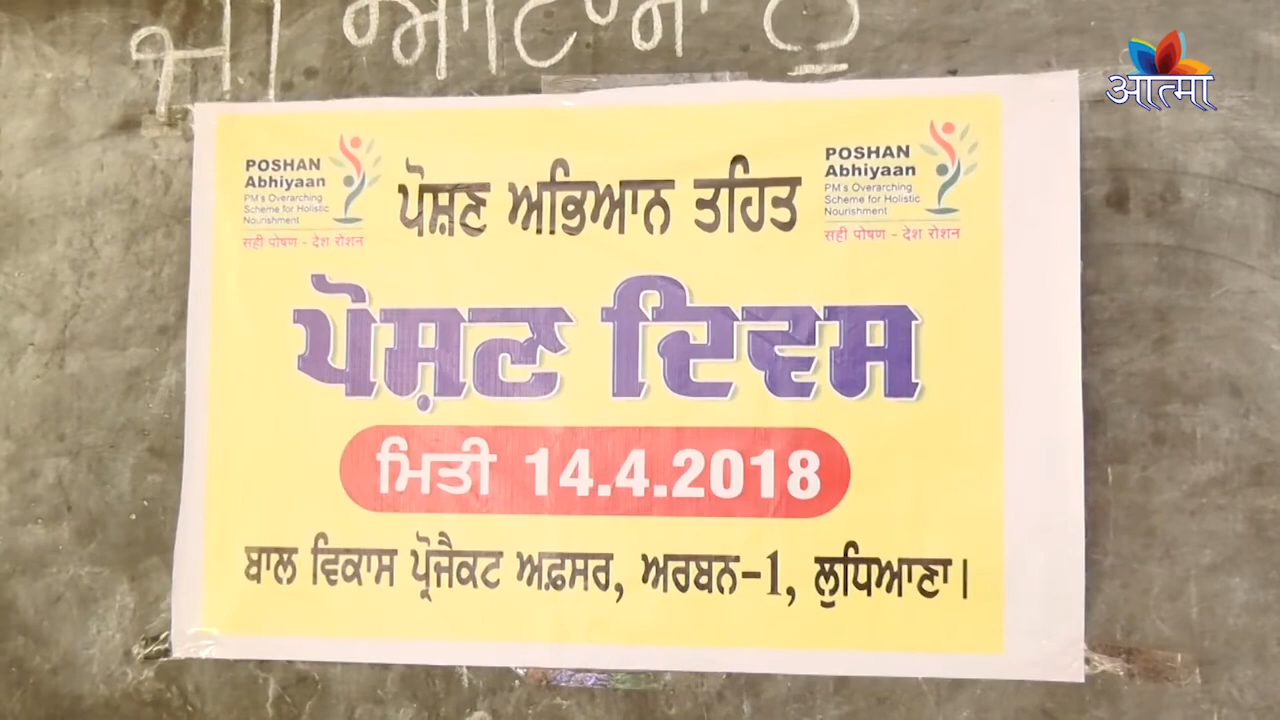 ਜੀ ਆਇਆਂ ਨੂੰ
आत्मा
POSHAN
Abhiyaan
PM's Overarching
Scheme for Holistic
Nourishment
सही पोषण - देश रोशन
ਪੋਸ਼ਣ ਅਭਿਆਨ ਤਹਿਤ
POSHAN
Abhiyaan
PM's Overarching
Scheme for Holistic
Nourishment
सही पोषण - देश रोशन
ਪੋਸ਼ਣ ਦਿਵਸ
ਮਿਤੀ 14.4.2018
ਬਾਲ ਵਿਕਾਸ ਪ੍ਰੋਜੈਕਟ ਅਫ਼ਸਰ, ਅਰਬਨ-1, ਲੁਧਿਆਣਾ।